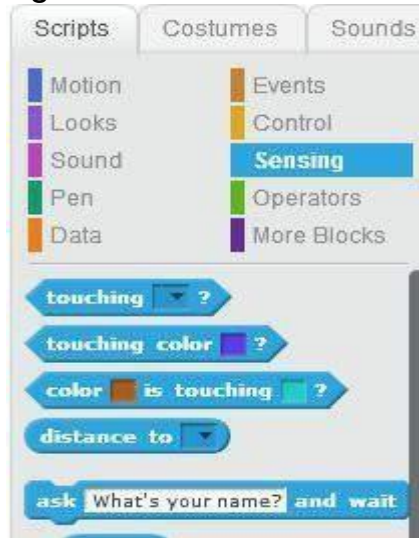 Scripts Costumes Sounds
Motion Events
Looks Control
Sound Sensing
Pen Operators
Data More Blocks
touching ?
touching color ?
color is touching ?
distance to
ask What's your name? and wait